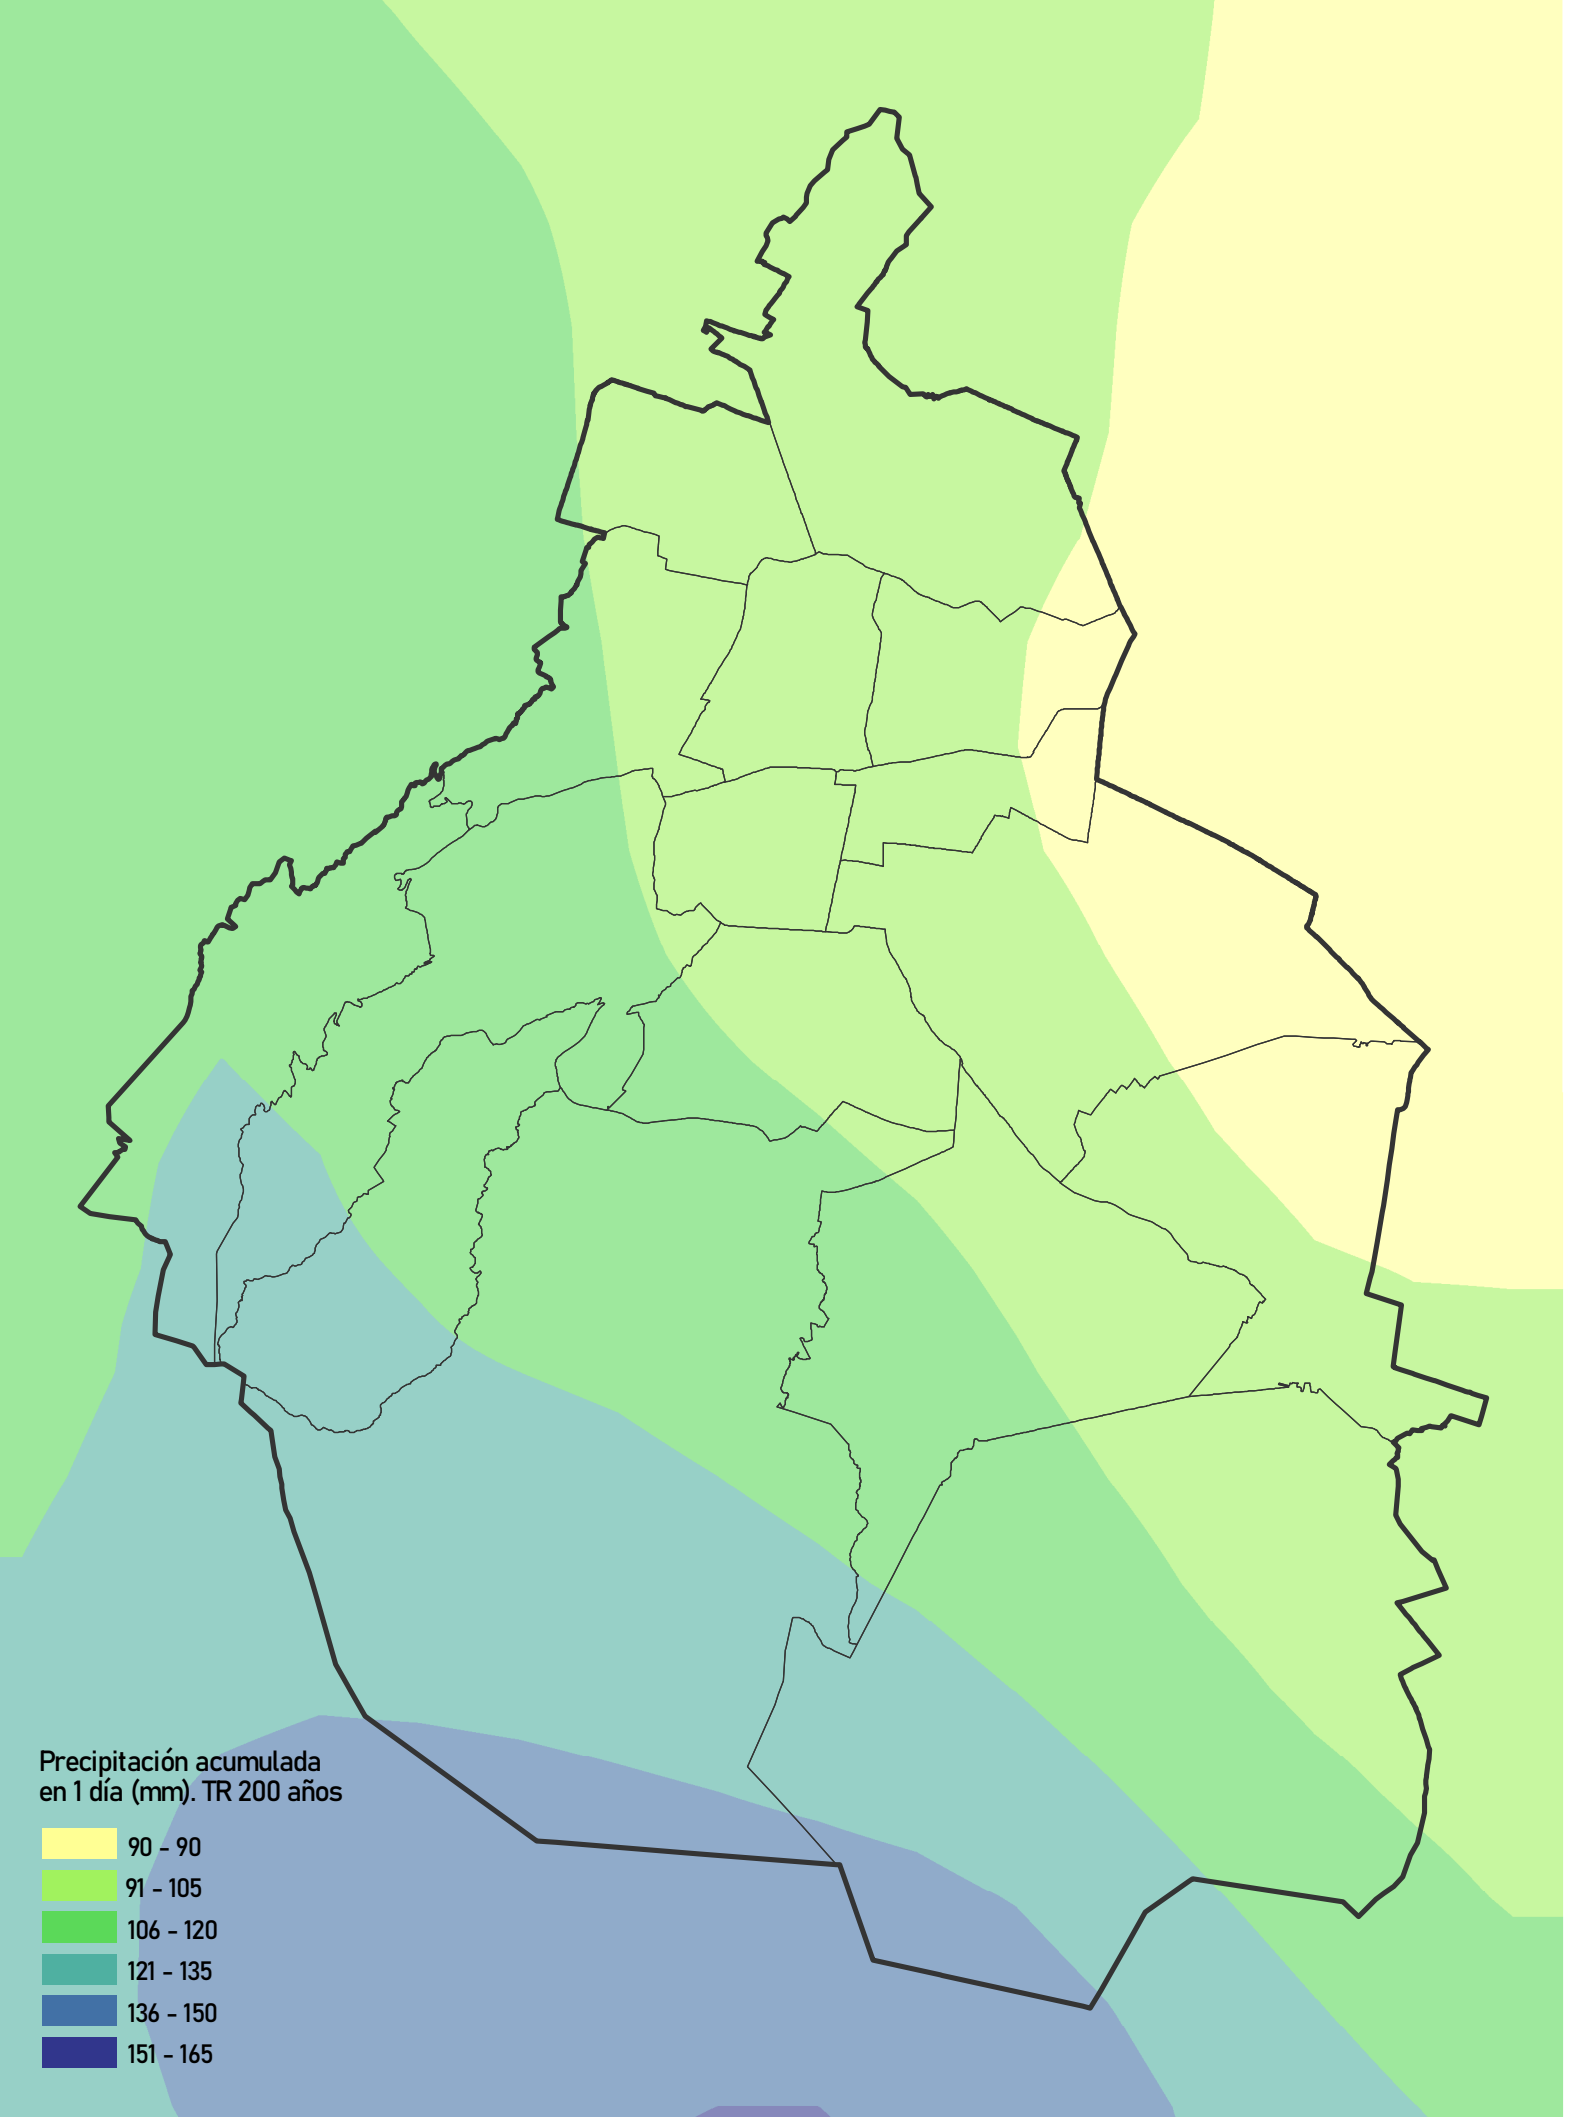 Precipitación acumulada
en 1 día (mm). TR 200 años
90 - 90
91 - 105
106 - 120
121 - 135
136 - 150
151 - 165